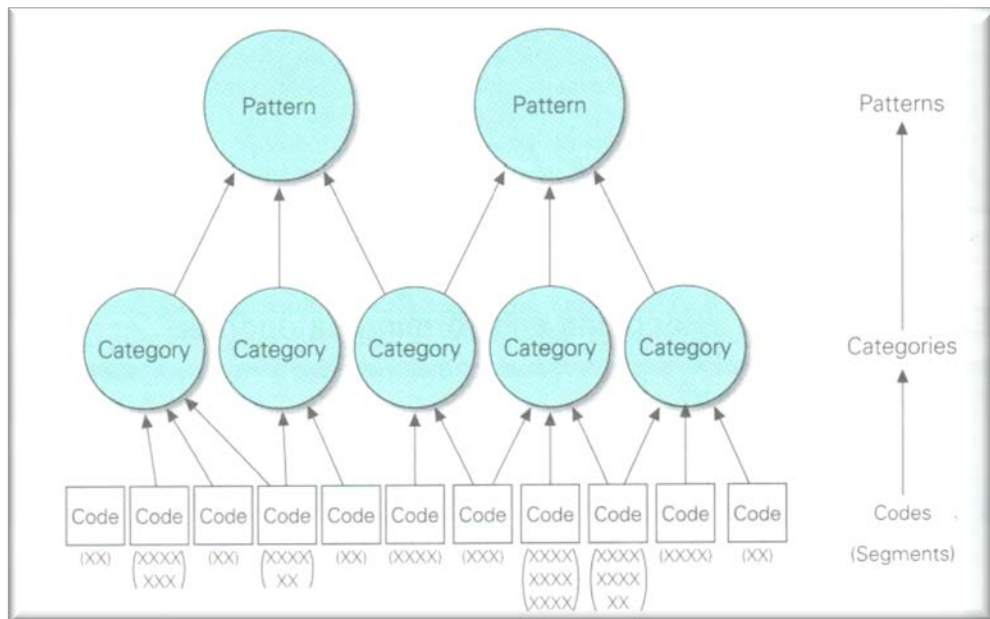 Pattern Pattern Patterns
Category Category Category Category Category Categories
Code Code Code Code Code Code Code Code Code Code Code Codes
(XX) (XXXX (XX) (XXXX (XX) (XXXX) (XXX) (XXXX (XXXX (XXXX) (XX) (Segments)
XXX) XX) XXXX XXXX
XXXX) XX)